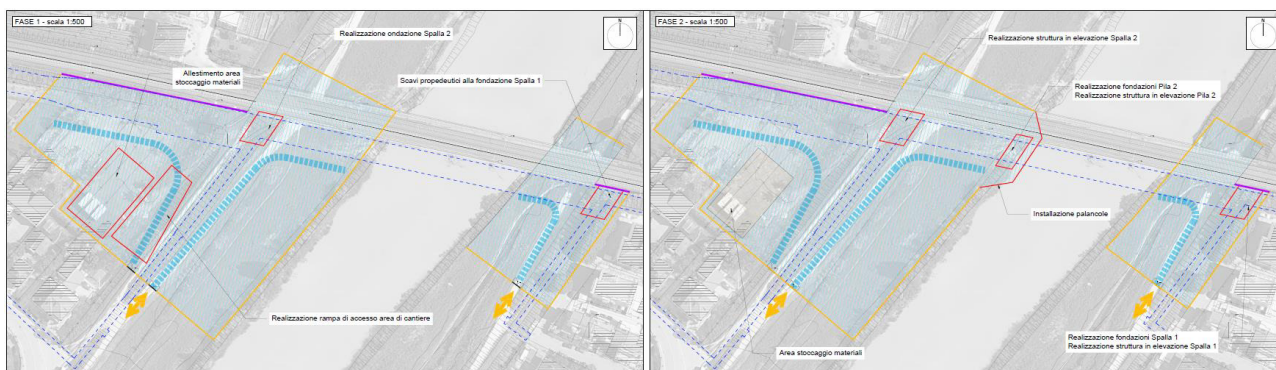 FASE 1 - scala 1:500
N
Realizzazione ondazione Spalla 2
Allestimento area
stoccaggio materiali
Scavi propedeutici alla fondazione Spalla 1
Realizzazione rampa di accesso area di cantiere
FASE 2 - scala 1:500
N
Realizzazione struttura in elevazione Spalla 2
Realizzazione fondazioni Pila 2
Realizzazione struttura in elevazione Pila 2
Installazione palancole
Area stoccaggio materiali
Realizzazione fondazioni Spalla 1
Realizzazione struttura in elevazione Spalla 1